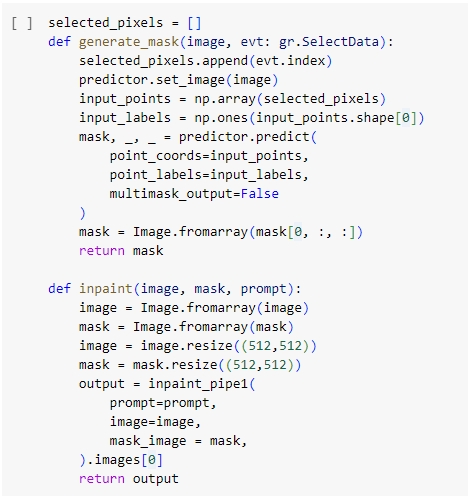 [ ] selected_pixels = []
def generate_mask(image, evt: gr.SelectData):
    selected_pixels.append(evt.index)
    predictor.set_image(image)
    input_points = np.array(selected_pixels)
    input_labels = np.ones(input_points.shape[0])
    mask, _, _ = predictor.predict(
        point_coords=input_points,
        point_labels=input_labels,
        multimask_output=False
    )
    mask = Image.fromarray(mask[0, :, :])
    return mask

def inpaint(image, mask, prompt):
    image = Image.fromarray(image)
    mask = Image.fromarray(mask)
    image = image.resize((512,512))
    mask = mask.resize((512,512))
    output = inpaint_pipe1(
        prompt=prompt,
        image=image,
        mask_image = mask,
    ).images[0]
    return output